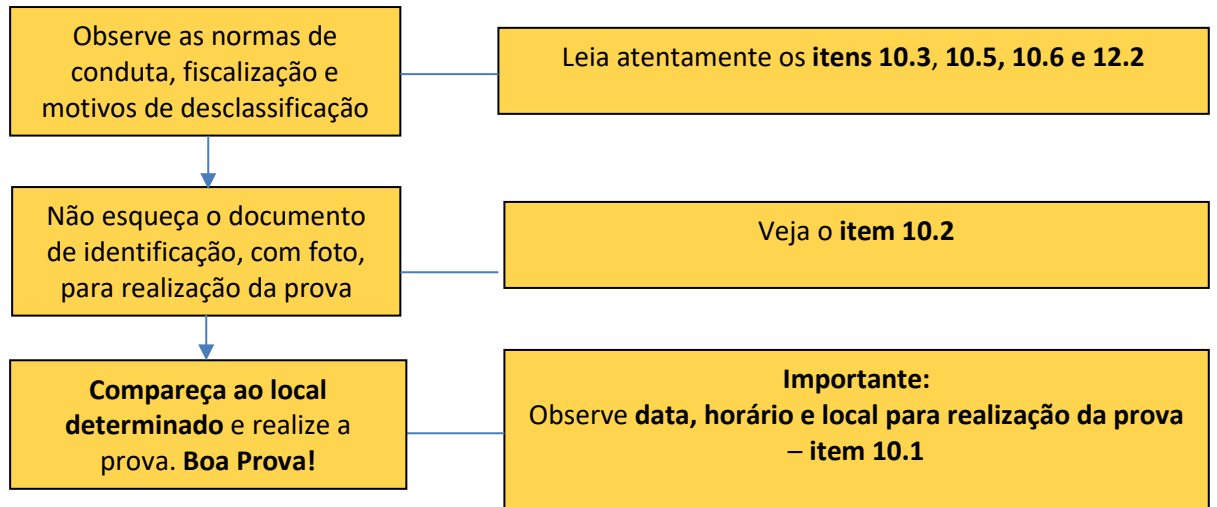 Observe as normas de
conduta, fiscalização e
motivos de desclassificação
Leia atentamente os itens 10.3, 10.5, 10.6 e 12.2
Não esqueça o documento
de identificação, com foto,
para realização da prova
Veja o item 10.2
Compareça ao local
determinado e realize a
prova. Boa Prova!
Importante:
Observe data, horário e local para realização da prova
– item 10.1